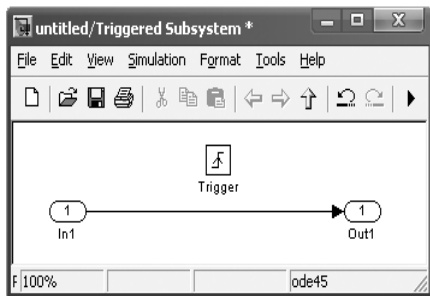 untitled/Triggered Subsystem *
File Edit View Simulation Format Tools Help
Trigger
1 1
In1 Out1
F 100% ode45